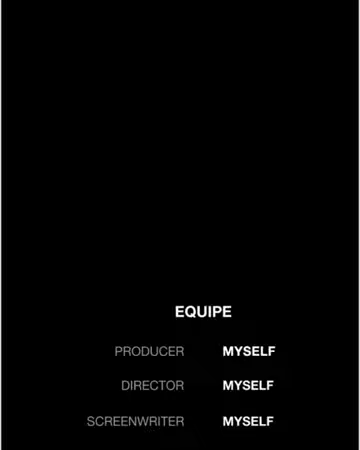 EQUIPE
PRODUCER MYSELF
DIRECTOR MYSELF
SCREENWRITER MYSELF